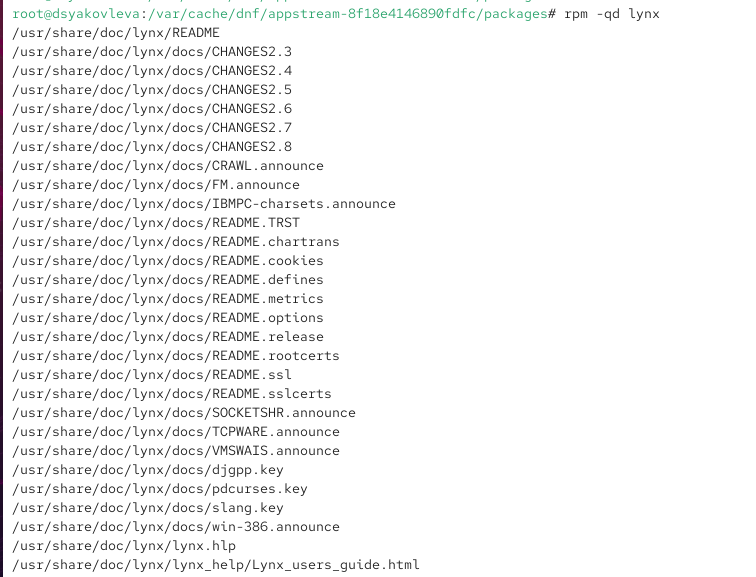 root@dsyakovleva:/var/cache/dnf/appstream-8f18e4146890fdfc/packages# rpm -qd lynx
/usr/share/doc/lynx/README
/usr/share/doc/lynx/docs/CHANGES2.3
/usr/share/doc/lynx/docs/CHANGES2.4
/usr/share/doc/lynx/docs/CHANGES2.5
/usr/share/doc/lynx/docs/CHANGES2.6
/usr/share/doc/lynx/docs/CHANGES2.7
/usr/share/doc/lynx/docs/CHANGES2.8
/usr/share/doc/lynx/docs/CRAWL.announce
/usr/share/doc/lynx/docs/FM.announce
/usr/share/doc/lynx/docs/IBMPC-charsets.announce
/usr/share/doc/lynx/docs/README.TRST
/usr/share/doc/lynx/docs/README.chartrans
/usr/share/doc/lynx/docs/README.cookies
/usr/share/doc/lynx/docs/README.defines
/usr/share/doc/lynx/docs/README.metrics
/usr/share/doc/lynx/docs/README.options
/usr/share/doc/lynx/docs/README.release
/usr/share/doc/lynx/docs/README.rootcerts
/usr/share/doc/lynx/docs/README.ssl
/usr/share/doc/lynx/docs/README.sslcerts
/usr/share/doc/lynx/docs/SOCKETSHR.announce
/usr/share/doc/lynx/docs/TCPWARE.announce
/usr/share/doc/lynx/docs/VMSWAIS.announce
/usr/share/doc/lynx/docs/djgpp.key
/usr/share/doc/lynx/docs/pdcurses.key
/usr/share/doc/lynx/docs/slang.key
/usr/share/doc/lynx/docs/win-386.announce
/usr/share/doc/lynx/lynx.hlp
/usr/share/doc/lynx/lynx_help/Lynx_users_guide.html